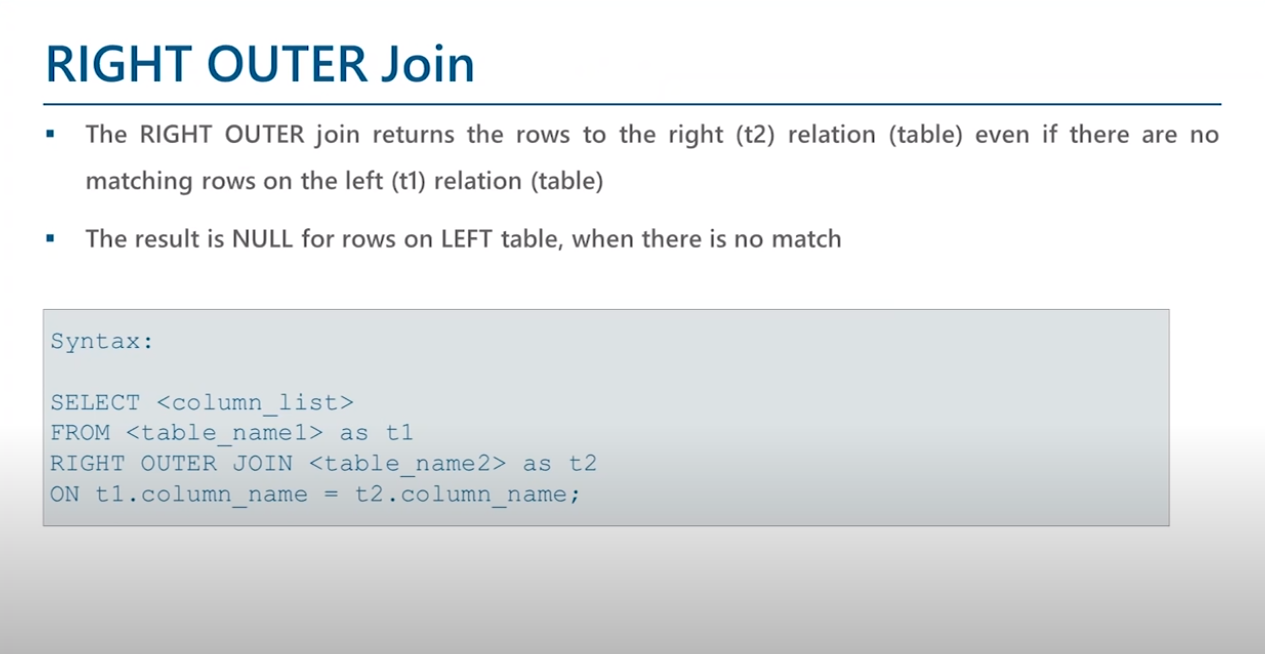 RIGHT OUTER Join
▪ The RIGHT OUTER join returns the rows to the right (t2) relation (table) even if there are no
matching rows on the left (t1) relation (table)
▪ The result is NULL for rows on LEFT table, when there is no match
Syntax:
SELECT <column_list>
FROM <table_name1> as t1
RIGHT OUTER JOIN <table_name2> as t2
ON t1.column_name = t2.column_name;